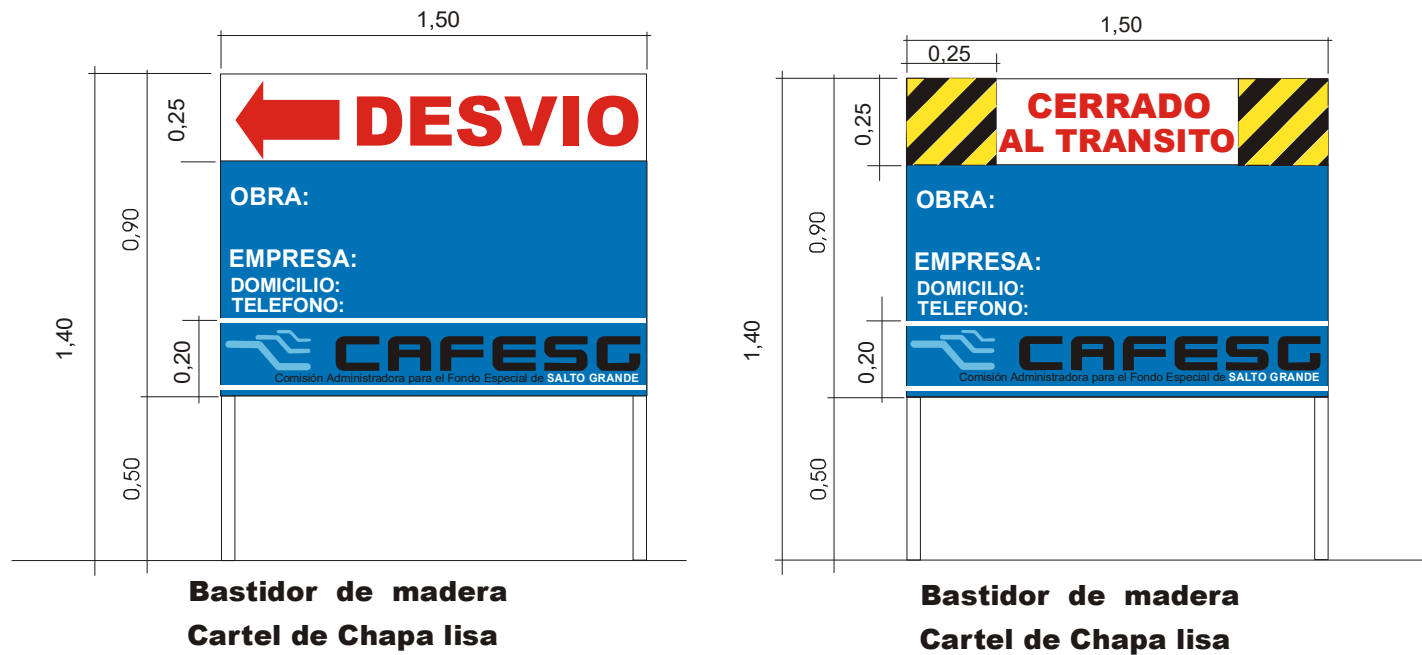 1,50
0,25
0,90
1,40
0,20
0,50
DESVIO
OBRA:
EMPRESA:
DOMICILIO:
TELEFONO:
CAFESG
Comisión Administradora para el Fondo Especial de SALTO GRANDE
Bastidor de madera
Cartel de Chapa lisa
1,50
0,25
0,25
0,90
1,40
0,20
0,50
CERRADO
AL TRANSITO
OBRA:
EMPRESA:
DOMICILIO:
TELEFONO:
CAFESG
Comisión Administradora para el Fondo Especial de SALTO GRANDE
Bastidor de madera
Cartel de Chapa lisa